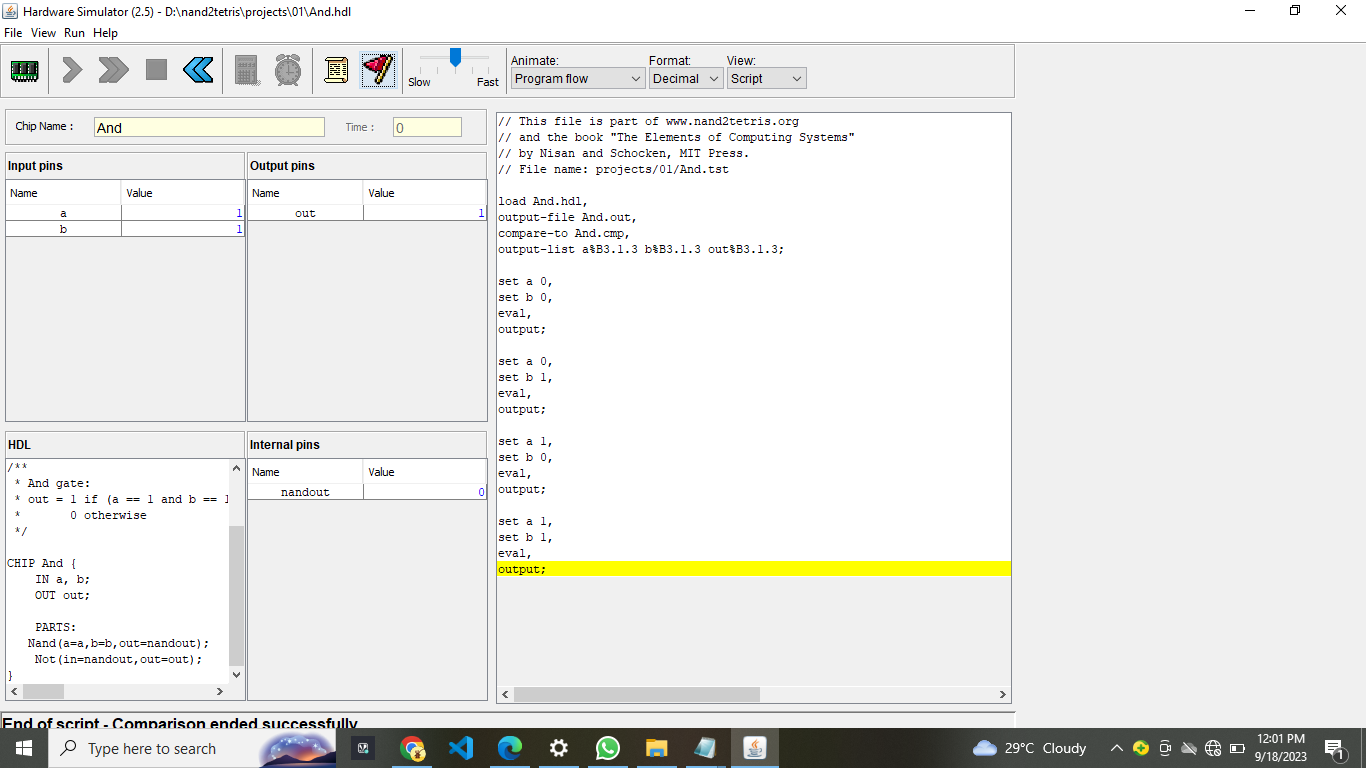 Hardware Simulator (2.5) - D:\nand2tetris\projects\01\And.hdl
File View Run Help
Slow Fast
Animate: Format: View:
Program flow Decimal Script
Chip Name : And Time : 0
Input pins
Name Value
a 1
b 1
Output pins
Name Value
out 1
HDL
/**
* And gate:
* out = 1 if (a == 1 and b == 1
* 0 otherwise
*/
CHIP And {
IN a, b;
OUT out;
PARTS:
Nand(a=a,b=b,out=nandout);
Not(in=nandout,out=out);
}
Internal pins
Name Value
nandout 0
// This file is part of www.nand2tetris.org
// and the book "The Elements of Computing Systems"
// by Nisan and Schocken, MIT Press.
// File name: projects/01/And.tst
load And.hdl,
output-file And.out,
compare-to And.cmp,
output-list a%B3.1.3 b%B3.1.3 out%B3.1.3;
set a 0,
set b 0,
eval,
output;
set a 0,
set b 1,
eval,
output;
set a 1,
set b 0,
eval,
output;
set a 1,
set b 1,
eval,
output;
End of script - Comparison ended successfully
Type here to search
29°C Cloudy
12:01 PM
9/18/2023
1